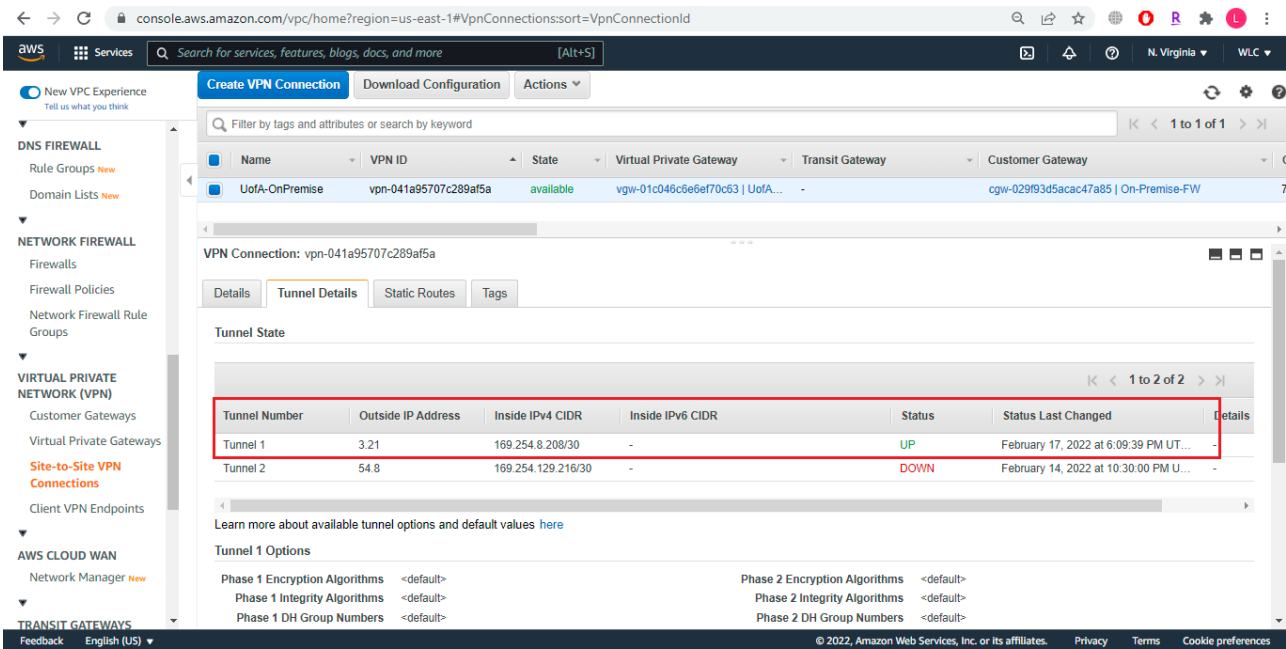 console.aws.amazon.com/vpc/home?region=us-east-1#VpnConnections:sort=VpnConnectionId
R
L
aws
Services
Search for services, features, blogs, docs, and more
[Alt+S]
N. Virginia
WLC
New VPC Experience
Tell us what you think
DNS FIREWALL
Rule Groups New
Domain Lists New
NETWORK FIREWALL
Firewalls
Firewall Policies
Network Firewall Rule
Groups
VIRTUAL PRIVATE
NETWORK (VPN)
Customer Gateways
Virtual Private Gateways
Site-to-Site VPN
Connections
Client VPN Endpoints
AWS CLOUD WAN
Network Manager New
TRANSIT GATEWAYS
Create VPN Connection Download Configuration Actions
Filter by tags and attributes or search by keyword
1 to 1 of 1
Name VPN ID State Virtual Private Gateway Transit Gateway Customer Gateway
UofA-OnPremise vpn-041a95707c289af5a available vgw-01c046c6e6ef70c63 | UofA... - cgw-029f93d5acac47a85 | On-Premise-FW 7
VPN Connection: vpn-041a95707c289af5a
Details Tunnel Details Static Routes Tags
Tunnel State
1 to 2 of 2
Tunnel Number Outside IP Address Inside IPv4 CIDR Inside IPv6 CIDR Status Status Last Changed Details
Tunnel 1 3.21 169.254.8.208/30 - UP February 17, 2022 at 6:09:39 PM UT... -
Tunnel 2 54.8 169.254.129.216/30 - DOWN February 14, 2022 at 10:30:00 PM U... -
Learn more about available tunnel options and default values here
Tunnel 1 Options
Phase 1 Encryption Algorithms <default> Phase 2 Encryption Algorithms <default>
Phase 1 Integrity Algorithms <default> Phase 2 Integrity Algorithms <default>
Phase 1 DH Group Numbers <default> Phase 2 DH Group Numbers <default>
Feedback English (US) © 2022, Amazon Web Services, Inc. or its affiliates. Privacy Terms Cookie preferences